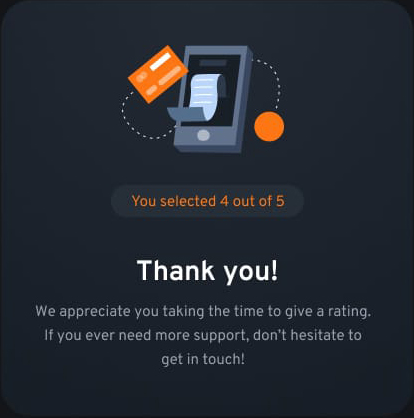 You selected 4 out of 5
Thank you!
We appreciate you taking the time to give a rating.
If you ever need more support, don't hesitate to
get in touch!